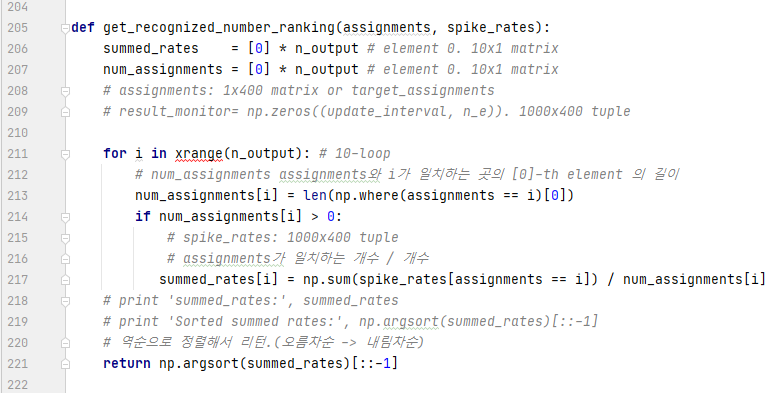 204
205 def get_recognized_number_ranking(assignments, spike_rates):
206     summed_rates    = [0] * n_output # element 0. 10x1 matrix
207     num_assignments = [0] * n_output # element 0. 10x1 matrix
208     # assignments: 1x400 matrix or target_assignments
209     # result_monitor= np.zeros((update_interval, n_e)). 1000x400 tuple
210
211     for i in xrange(n_output): # 10-loop
212         # num_assignments assignments와 i가 일치하는 곳의 [0]-th element 의 길이
213         num_assignments[i] = len(np.where(assignments == i)[0])
214         if num_assignments[i] > 0:
215             # spike_rates: 1000x400 tuple
216             # assignments가 일치하는 개수 / 개수
217            summed_rates[i] = np.sum(spike_rates[assignments == i]) / num_assignments[i]
218     # print 'summed_rates:', summed_rates
219     # print 'Sorted summed rates:', np.argsort(summed_rates)[::-1]
220     # 역순으로 정렬해서 리턴.(오름차순 -> 내림차순)
221     return np.argsort(summed_rates)[::-1]
222